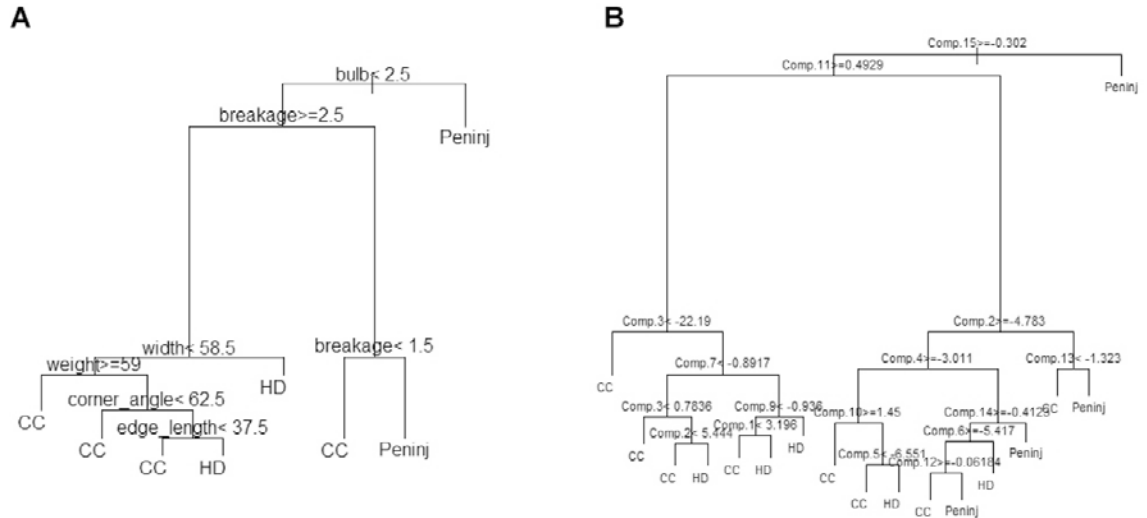 A
bulb< 2.5
breakage>=2.5
Peninj
width< 58.5
breakage< 1.5
weight>=59
HD
corner_angle< 62.5
CC
edge_length< 37.5
CC
CC
HD
CC
Peninj
B
Comp.15>=-0.302
Comp.11>=0.4929
Peninj
Comp.3< -22.19
Comp.2>=-4.783
Comp.7< -0.8917
Comp.4>=-3.011
Comp.13< -1.323
CC
Comp.3< 0.7836
Comp.9< -0.936
Comp.10>=1.45
Comp.14>=-0.4123
CC
Peninj
Comp.2< 5.444
Comp.1< 3.196
Comp.6>=-5.417
CC
HD
Comp.5< -6.551
Comp.12>=-0.06184
Peninj
CC
HD
CC
HD
CC
CC
HD
HD
CC
Peninj